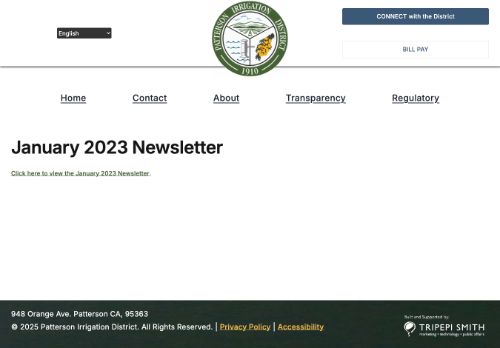 English
PATTERSON IRRIGATION DISTRICT
1910
CONNECT with the District
BILL PAY
Home
Contact
About
Transparency
Regulatory
January 2023 Newsletter
Click here to view the January 2023 Newsletter.
948 Orange Ave. Patterson CA, 95363
© 2025 Patterson Irrigation District. All Rights Reserved. | Privacy Policy | Accessibility
Built and Supported by:
TRIPEPI SMITH
marketing • technology • public affairs